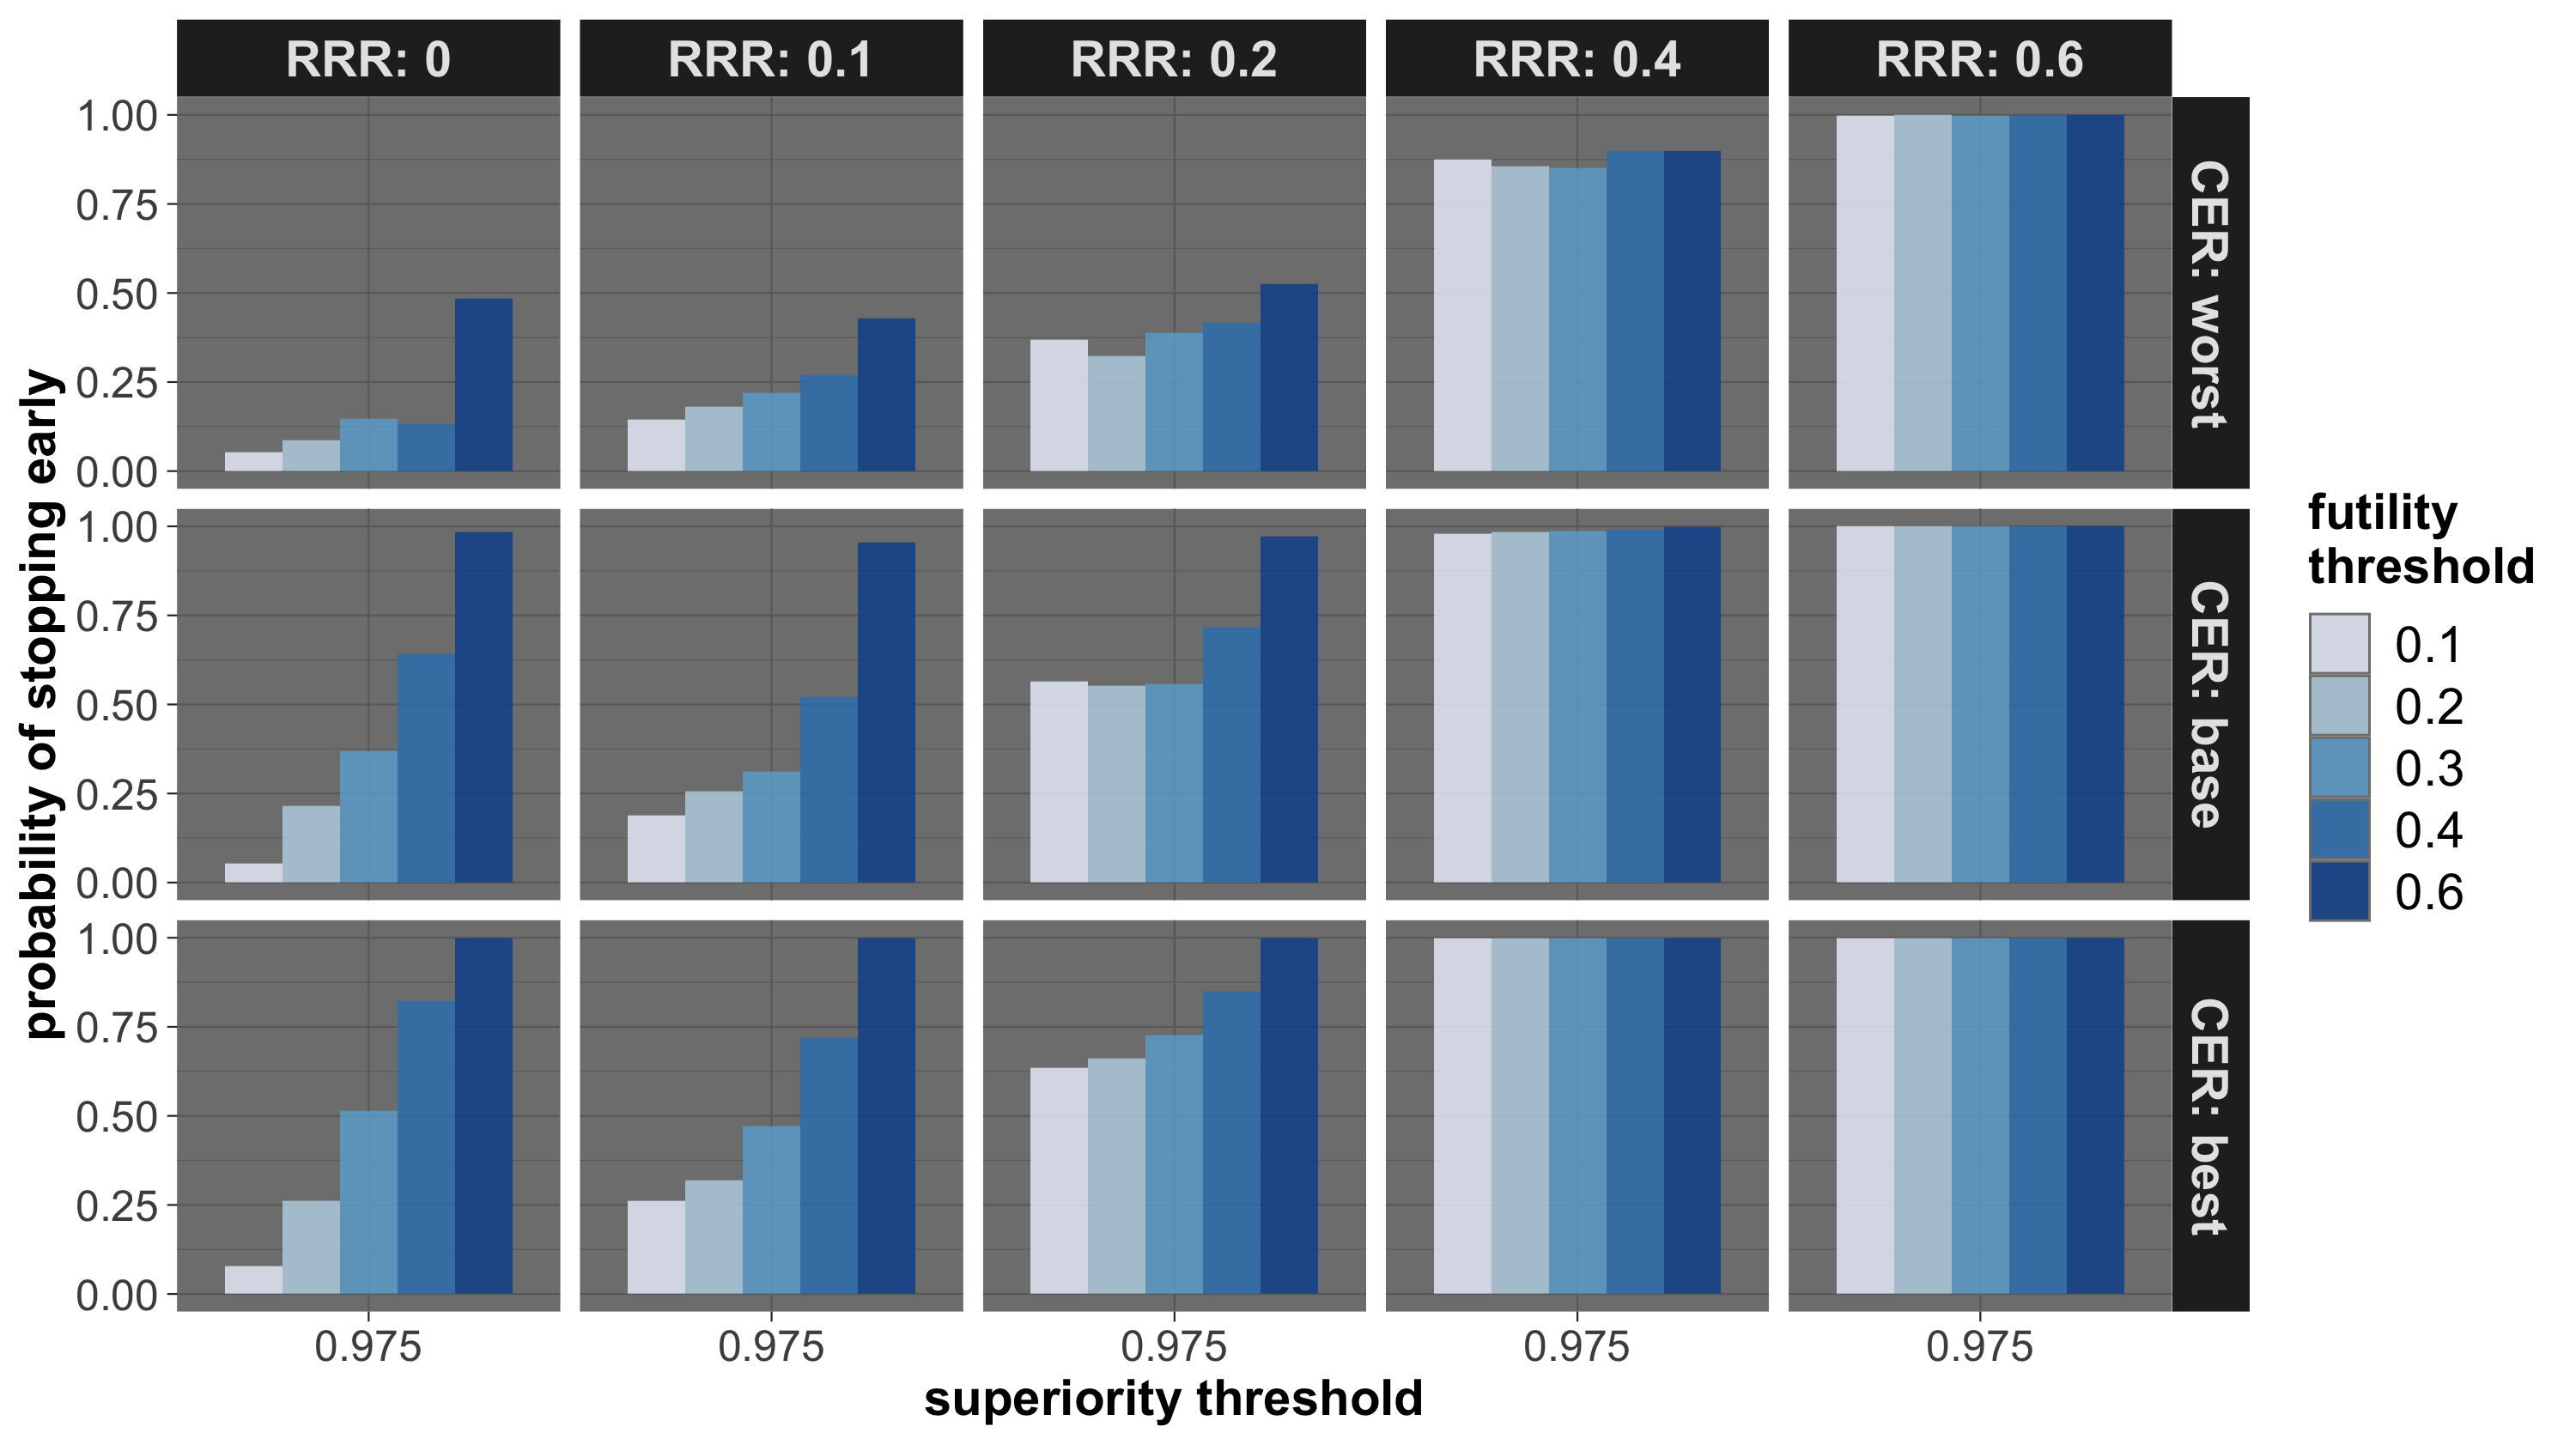 RRR: 0
RRR: 0.1
RRR: 0.2
RRR: 0.4
RRR: 0.6
probability of stopping early
1.00
0.75
0.50
0.25
0.00
CER: worst
1.00
0.75
0.50
0.25
0.00
CER: base
1.00
0.75
0.50
0.25
0.00
CER: best
0.975
0.975
0.975
0.975
0.975
superiority threshold
futility
threshold
0.1
0.2
0.3
0.4
0.6